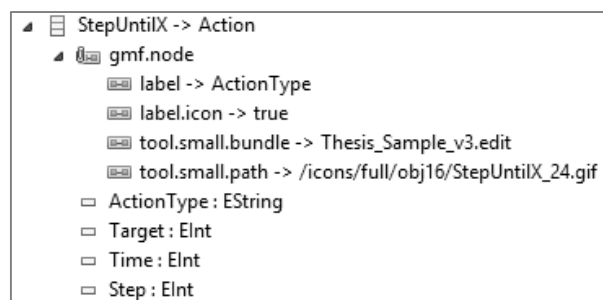 StepUntilX -> Action
gmf.node
label -> ActionType
label.icon -> true
tool.small.bundle -> Thesis_Sample_v3.edit
tool.small.path -> /icons/full/obj16/StepUntilX_24.gif
ActionType : EString
Target : EInt
Time : EInt
Step : EInt